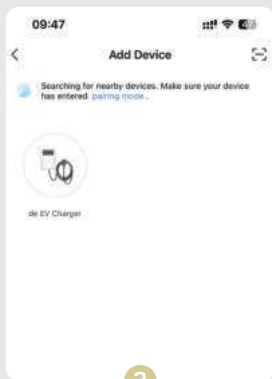 09:47
Add Device
Searching for nearby devices. Make sure your device
has entered pairing mode.
de EV Charger